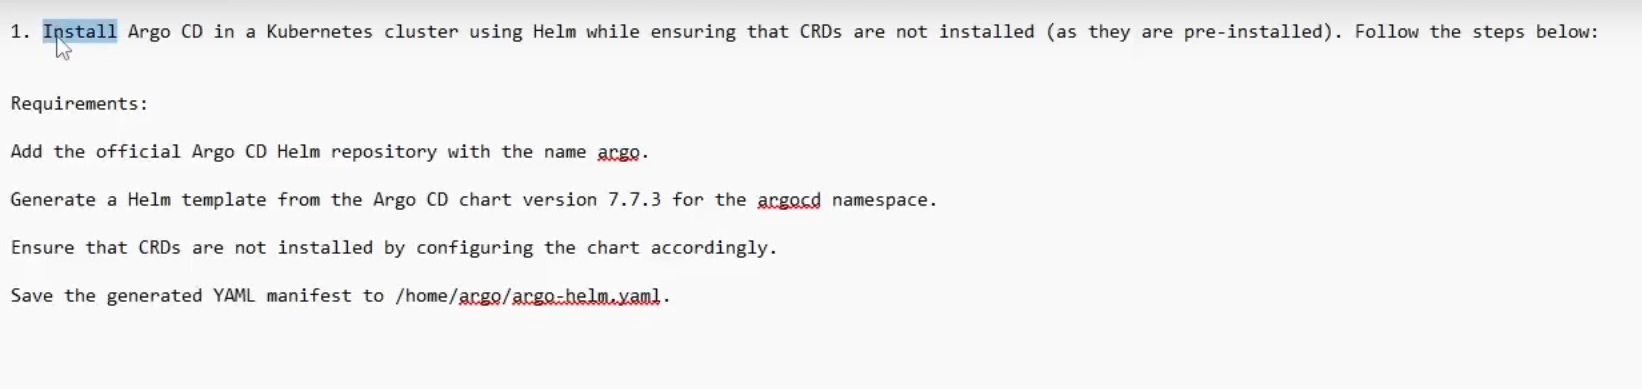 1. Install Argo CD in a Kubernetes cluster using Helm while ensuring that CRDs are not installed (as they are pre-installed). Follow the steps below:
Requirements:
Add the official Argo CD Helm repository with the name argo.
Generate a Helm template from the Argo CD chart version 7.7.3 for the argocd namespace.
Ensure that CRDs are not installed by configuring the chart accordingly.
Save the generated YAML manifest to /home/argo/argo-helm.yaml.